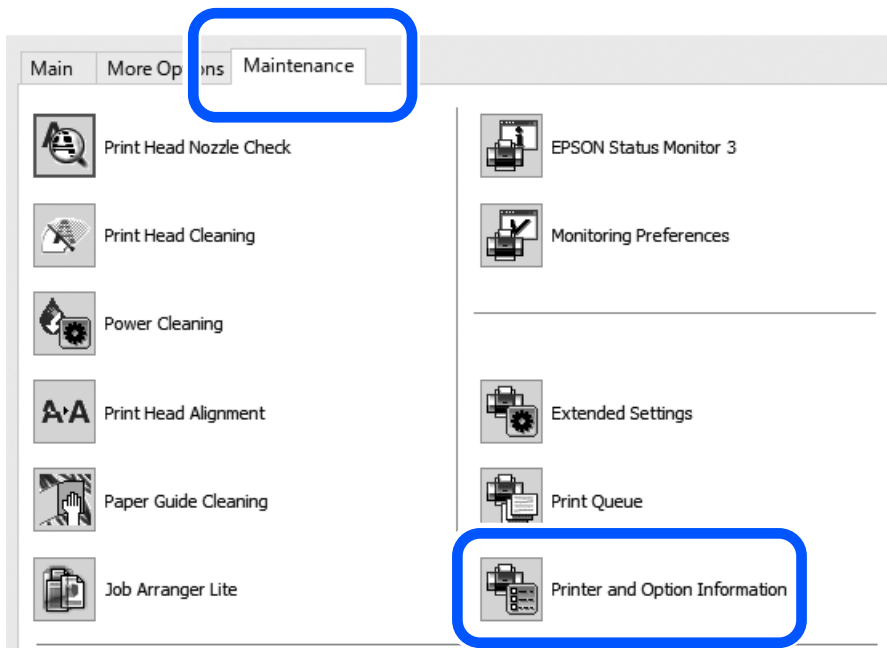 Main
More Options
Maintenance
Print Head Nozzle Check
Print Head Cleaning
Power Cleaning
Print Head Alignment
Paper Guide Cleaning
Job Arranger Lite
EPSON Status Monitor 3
Monitoring Preferences
Extended Settings
Print Queue
Printer and Option Information